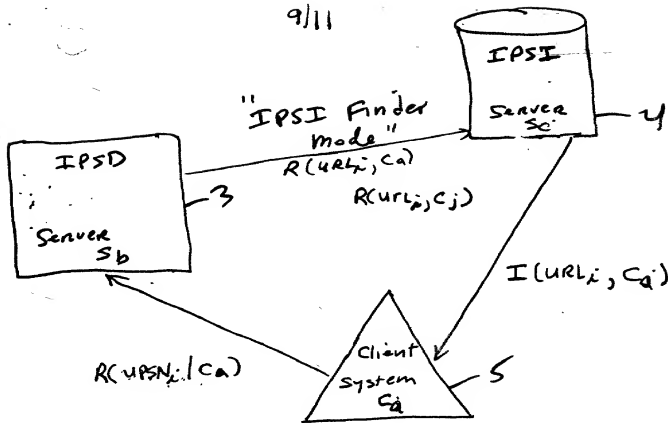 9/11
IPSI
Server
Sc
4
"IPSI Finder
mode"
R(URLi, Ca)
R(URLi, Cj)
IPSD
3
Server
Sb
I(URLi, Ca)
R(UPSNi/Ca)
Client
System
Ca
5